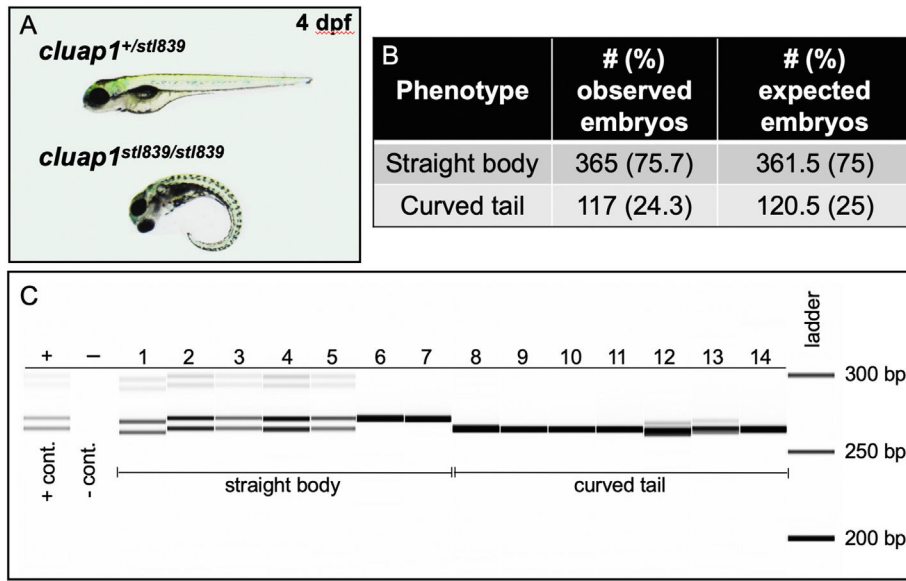 A
4 dpf
cluap1+/stl839
cluap1stl839/stl839
B
Phenotype
# (%)
observed
embryos
# (%)
expected
embryos
Straight body 365 (75.7) 361.5 (75)
Curved tail 117 (24.3) 120.5 (25)
C
+ – 1 2 3 4 5 6 7 8 9 10 11 12 13 14
ladder
300 bp
250 bp
200 bp
+ cont.
- cont.
straight body
curved tail